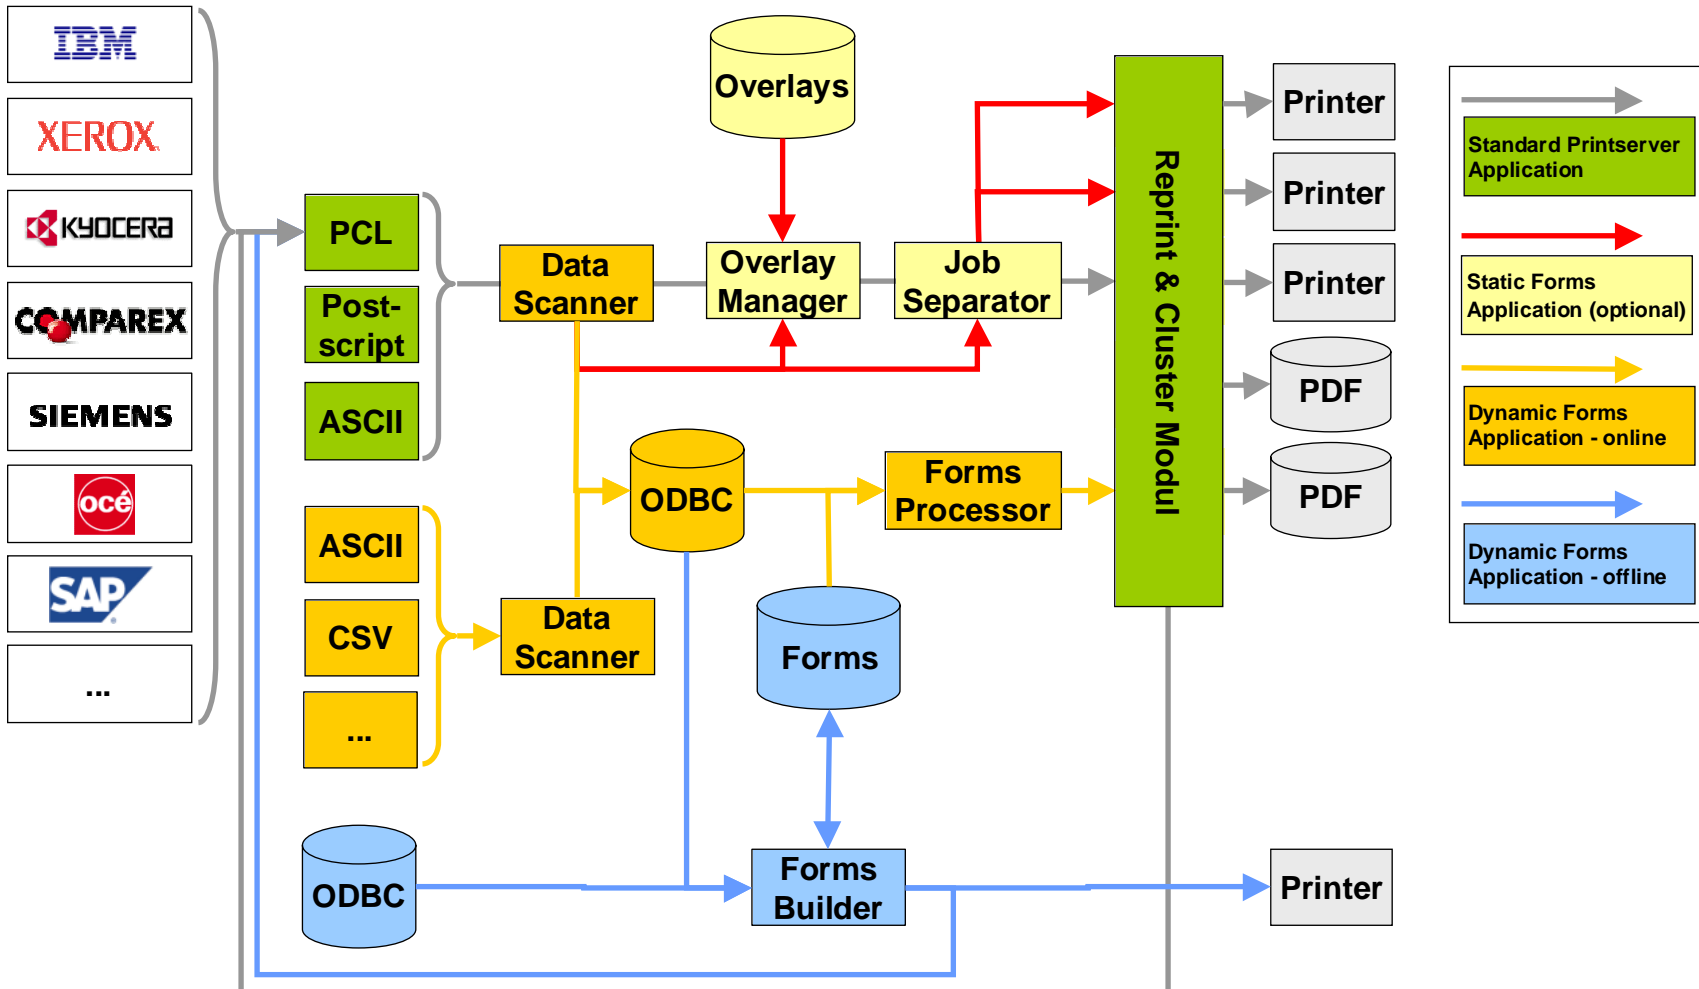 IBM
XEROX
KYOCERA
COMPAREX
SIEMENS
océ
SAP
...
PCL
Post-
script
ASCII
ASCII
CSV
...
ODBC
Data
Scanner
Data
Scanner
Overlays
Overlay
Manager
Job
Separator
ODBC
Forms
Processor
Forms
Forms
Builder
Reprint & Cluster Modul
Printer
Printer
Printer
PDF
PDF
Printer
Standard Printserver
Application
Static Forms
Application (optional)
Dynamic Forms
Application - online
Dynamic Forms
Application - offline